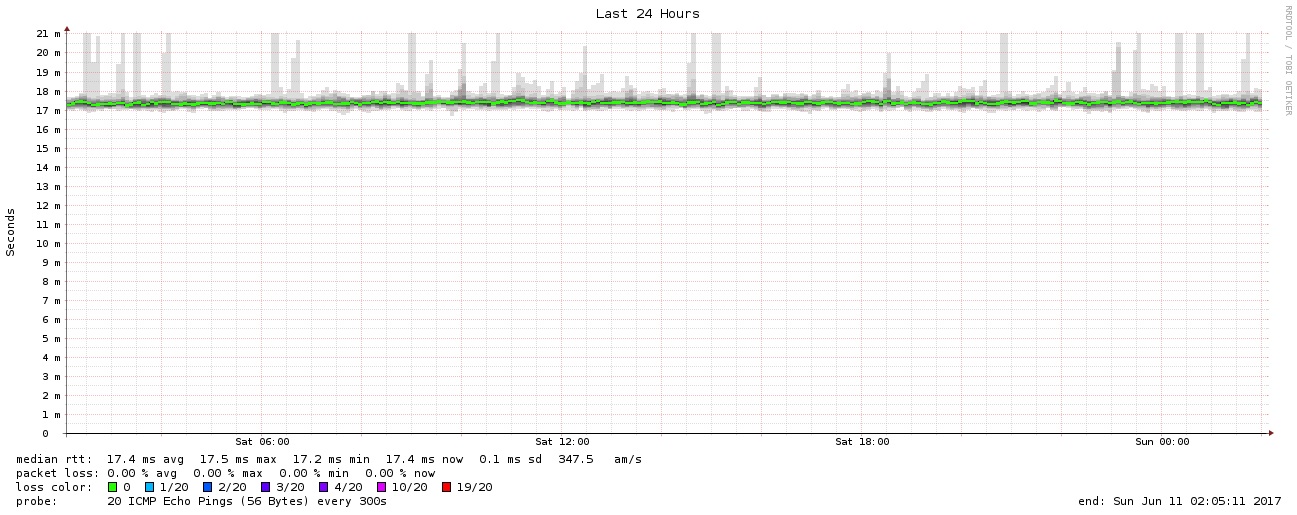 Last 24 Hours
RRDTOOL / TOBI OETIKER
Seconds
21 m
20 m
19 m
18 m
17 m
16 m
15 m
14 m
13 m
12 m
11 m
10 m
9 m
8 m
7 m
6 m
5 m
4 m
3 m
2 m
1 m
0
Sat 06:00 Sat 12:00 Sat 18:00 Sun 00:00
median rtt: 17.4 ms avg 17.5 ms max 17.2 ms min 17.4 ms now 0.1 ms sd 347.5 am/s
packet loss: 0.00 % avg 0.00 % max 0.00 % min 0.00 % now
loss color: 0 1/20 2/20 3/20 4/20 10/20 19/20
probe: 20 ICMP Echo Pings (56 Bytes) every 300s end: Sun Jun 11 02:05:11 2017